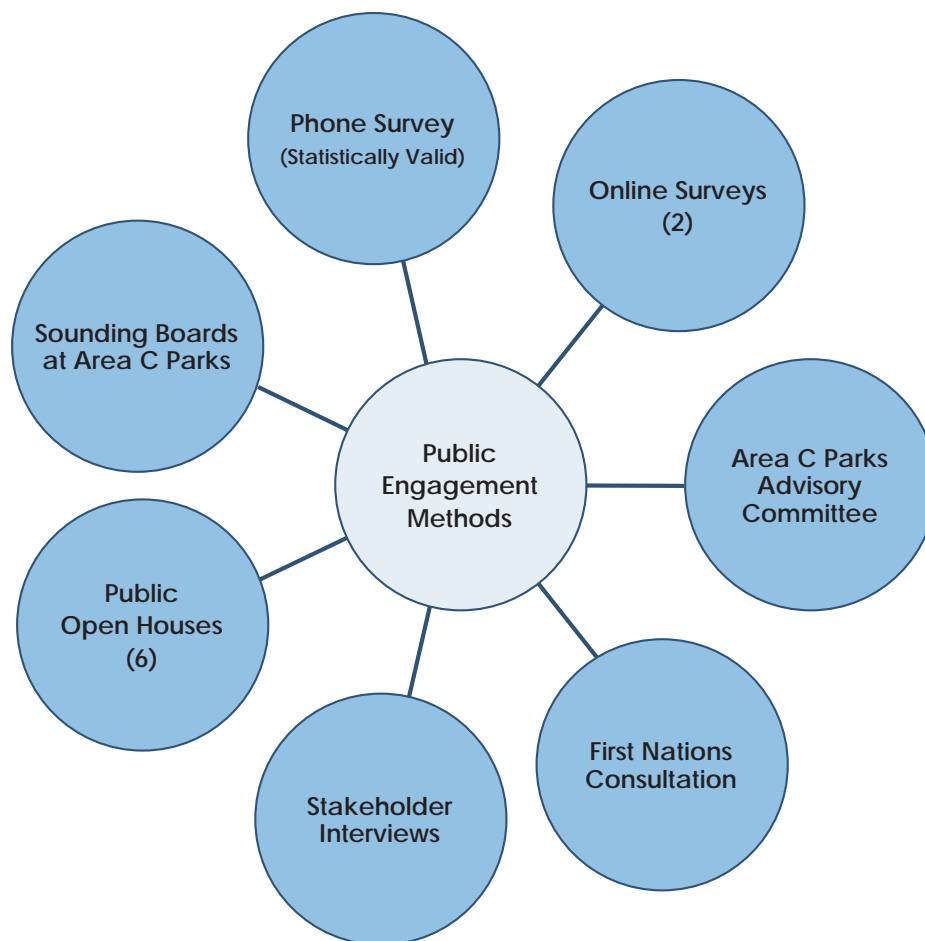 Phone Survey
(Statistically Valid)
Online Surveys
(2)
Sounding Boards
at Area C Parks
Public
Engagement
Methods
Area C Parks
Advisory
Committee
Public
Open Houses
(6)
First Nations
Consultation
Stakeholder
Interviews